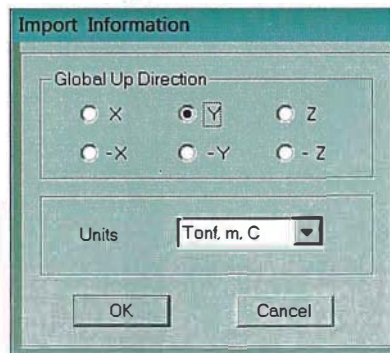 Import Information
Global Up Direction
X Y Z
-X -Y - Z
Units Tonf, m, C
OK Cancel